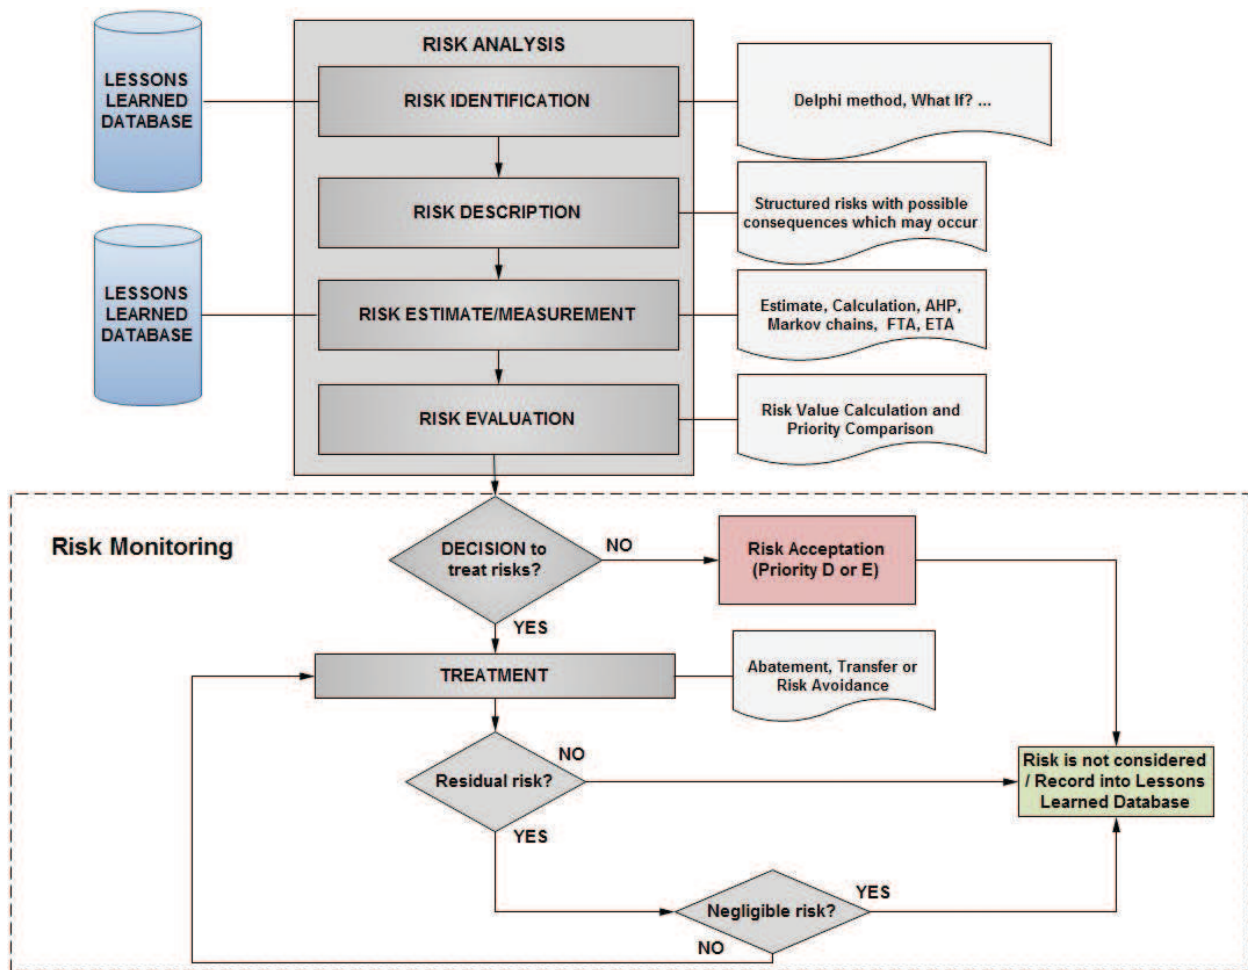 RISK ANALYSIS
LESSONS
LEARNED
DATABASE
RISK IDENTIFICATION
Delphi method, What If? ...
RISK DESCRIPTION
Structured risks with possible
consequences which may occur
LESSONS
LEARNED
DATABASE
RISK ESTIMATE/MEASUREMENT
Estimate, Calculation, AHP,
Markov chains, FTA, ETA
RISK EVALUATION
Risk Value Calculation and
Priority Comparison
Risk Monitoring
DECISION to
treat risks?
NO
Risk Acceptation
(Priority D or E)
YES
TREATMENT
Abatement, Transfer or
Risk Avoidance
Residual risk?
NO
Risk is not considered
/ Record into Lessons
Learned Database
YES
Negligible risk?
YES
NO